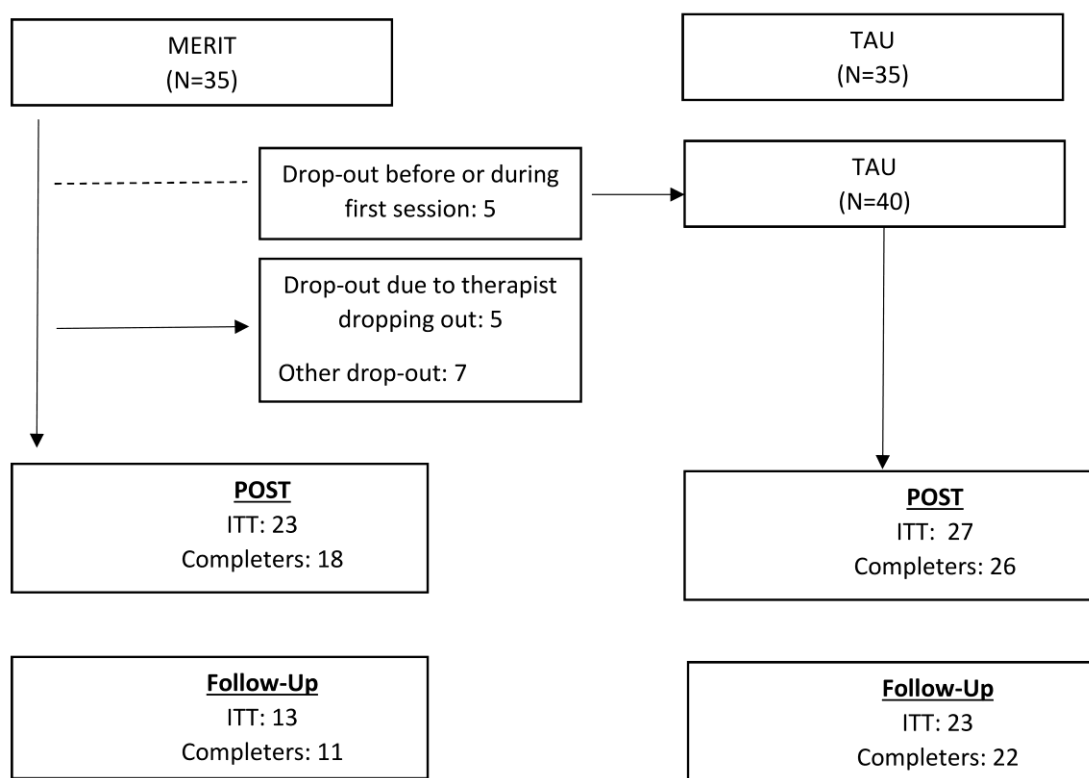 MERIT
(N=35)
TAU
(N=35)
Drop-out before or during
first session: 5
TAU
(N=40)
Drop-out due to therapist
dropping out: 5
Other drop-out: 7
POST
ITT: 23
Completers: 18
POST
ITT: 27
Completers: 26
Follow-Up
ITT: 13
Completers: 11
Follow-Up
ITT: 23
Completers: 22